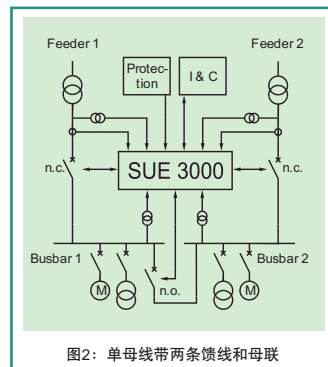 Feeder 1
Feeder 2
Protec-
tion
I & C
n.c.
SUE 3000
n.c.
Busbar 1
Busbar 2
M
n.o.
M
图2：单母线带两条馈线和母联